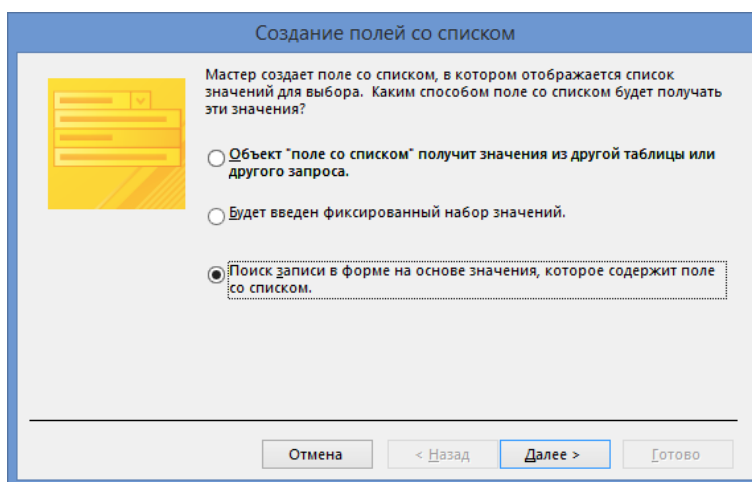 Создание полей со списком
Мастер создает поле со списком, в котором отображается список
значений для выбора. Каким способом поле со списком будет получать
эти значения?
Объект "поле со списком" получит значения из другой таблицы или
другого запроса.
Будет введен фиксированный набор значений.
Поиск записи в форме на основе значения, которое содержит поле
со списком.
Отмена < Назад Далее > Готово